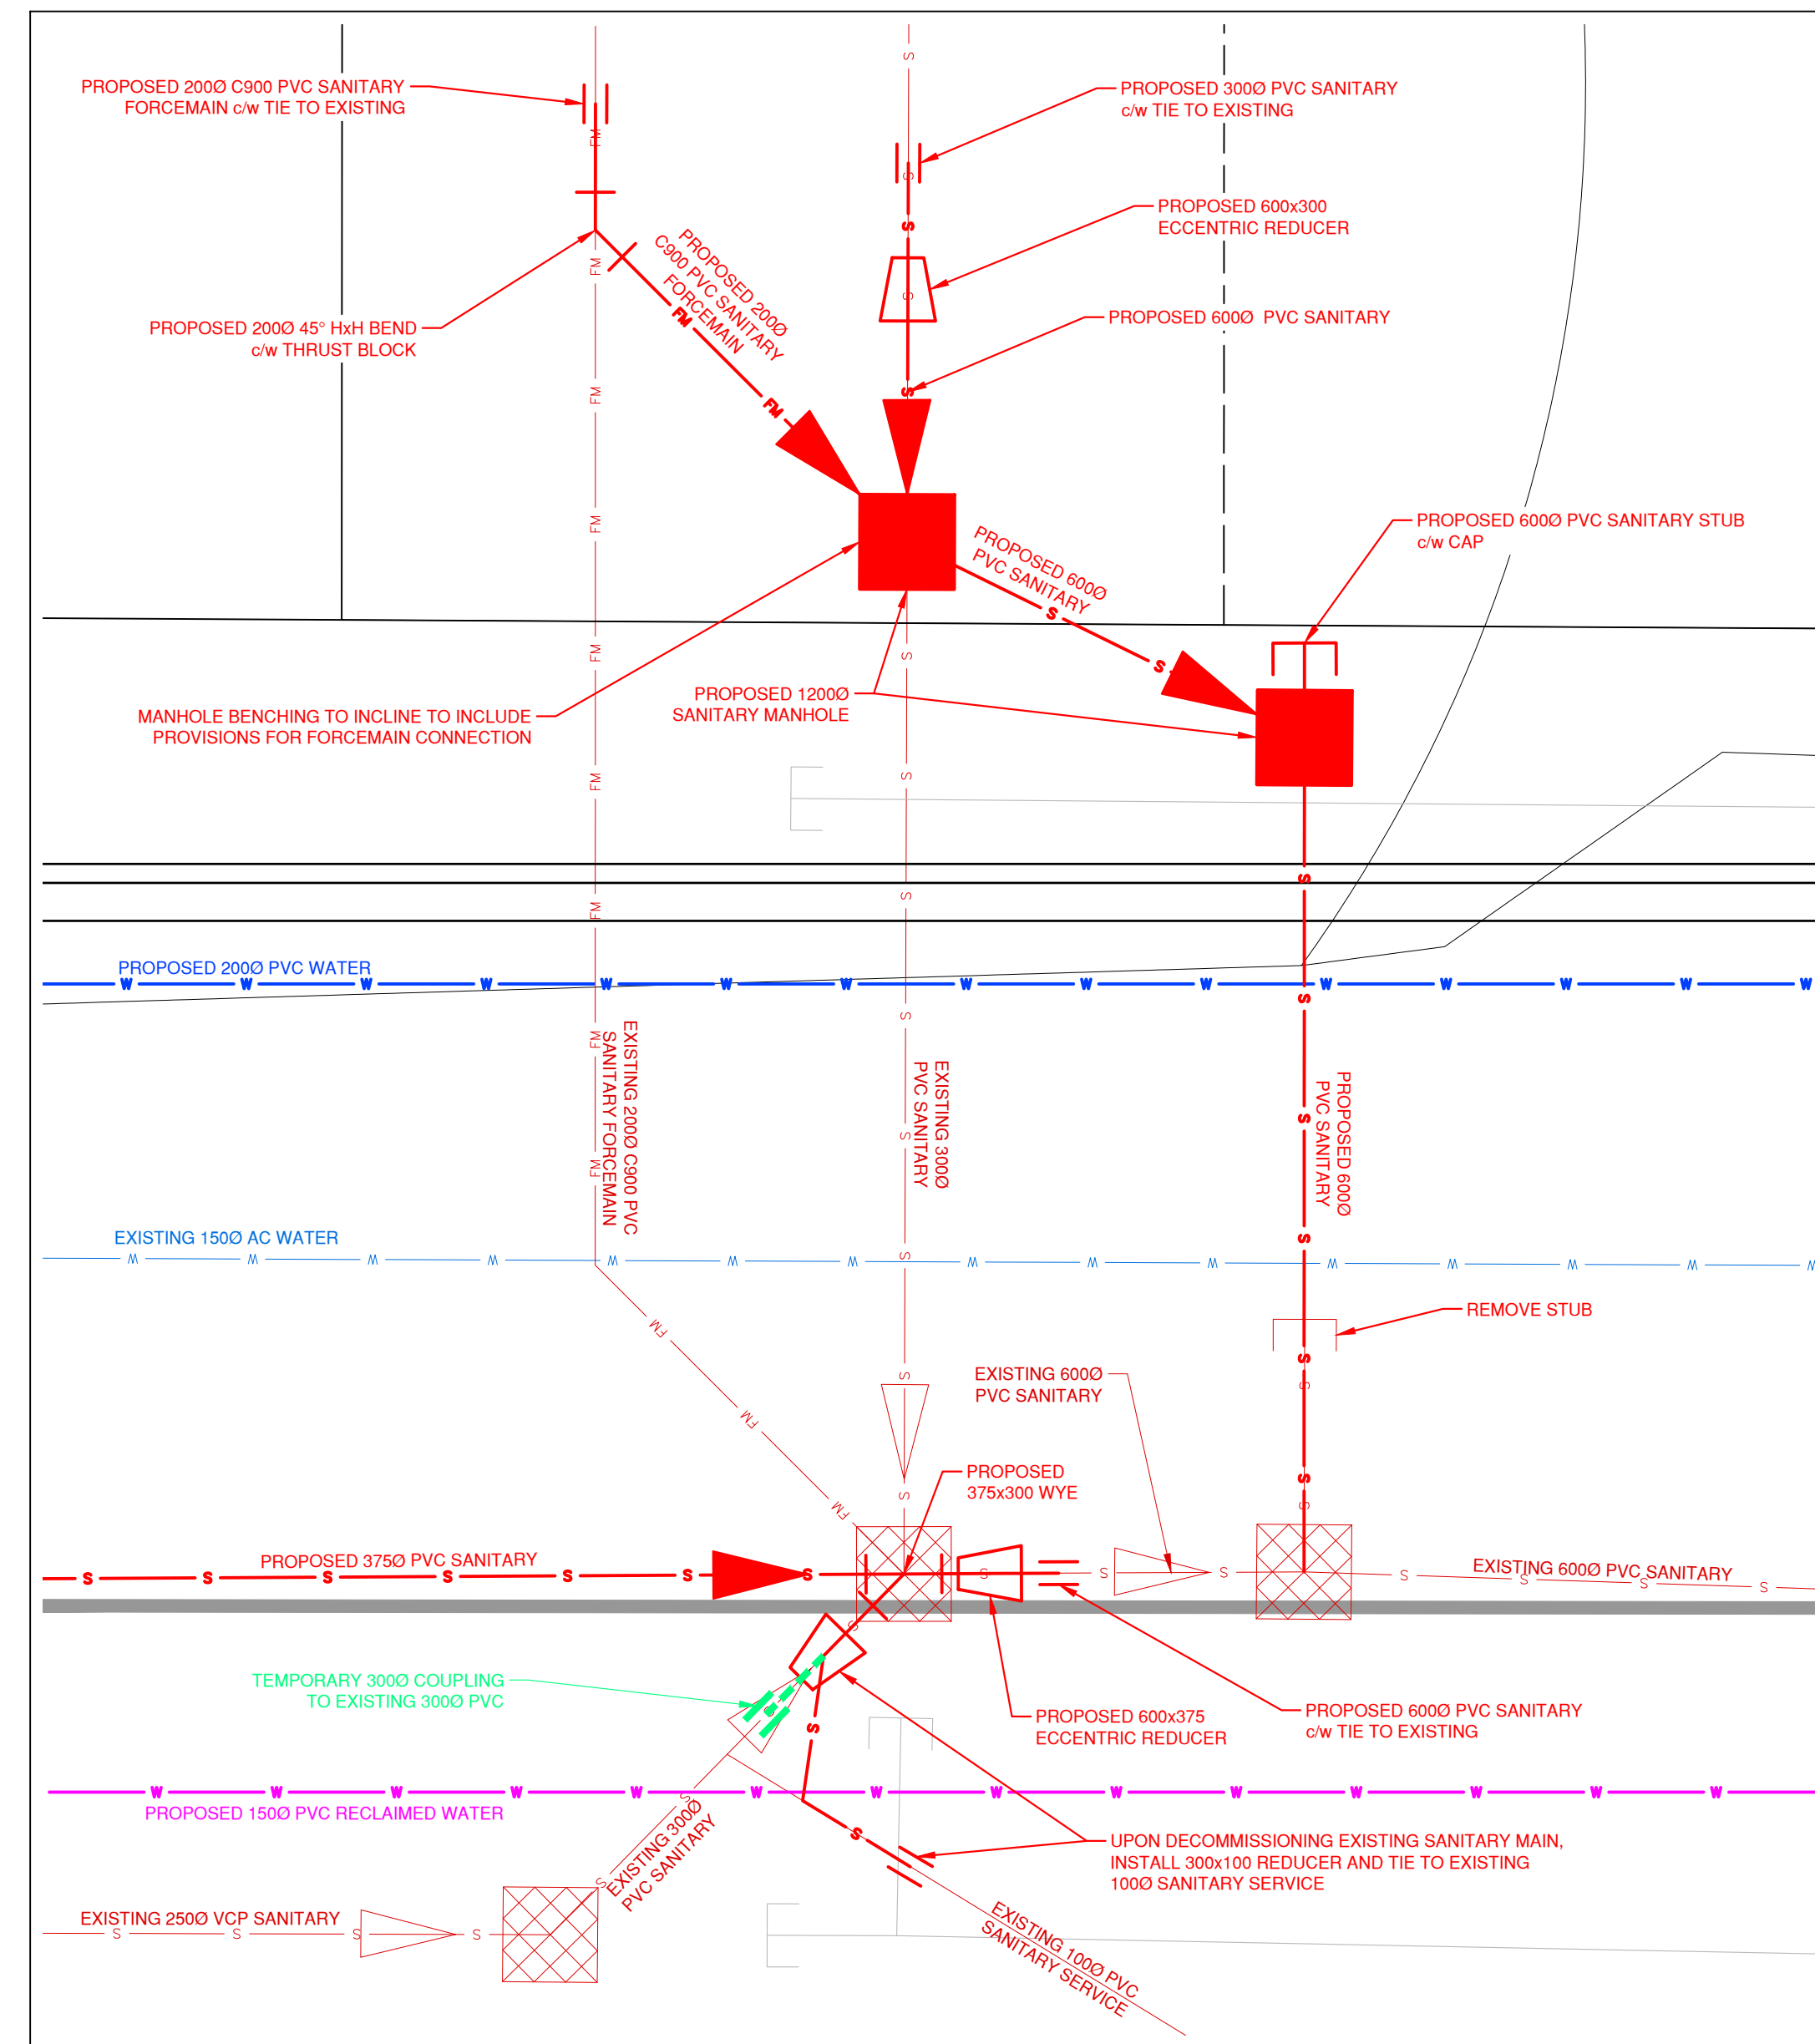 PROPOSED 200Ø C900 PVC SANITARY
FORCEMAIN c/w TIE TO EXISTING
PROPOSED 300Ø PVC SANITARY
c/w TIE TO EXISTING
PROPOSED 600x300
ECCENTRIC REDUCER
PROPOSED 200Ø
C900 PVC SANITARY
FORCEMAIN
PROPOSED 200Ø 45° HxH BEND
c/w THRUST BLOCK
PROPOSED 600Ø PVC SANITARY
PROPOSED 600Ø PVC SANITARY STUB
c/w CAP
PROPOSED 600Ø
PVC SANITARY
PROPOSED 1200Ø
SANITARY MANHOLE
MANHOLE BENCHING TO INCLINE TO INCLUDE
PROVISIONS FOR FORCEMAIN CONNECTION
PROPOSED 200Ø PVC WATER
EXISTING 200Ø C900 PVC
SANITARY FORCEMAIN
EXISTING 300Ø
PVC SANITARY
PROPOSED 600Ø
PVC SANITARY
EXISTING 150Ø AC WATER
REMOVE STUB
EXISTING 600Ø
PVC SANITARY
PROPOSED
375x300 WYE
PROPOSED 375Ø PVC SANITARY
EXISTING 600Ø PVC SANITARY
TEMPORARY 300Ø COUPLING
TO EXISTING 300Ø PVC
PROPOSED 600x375
ECCENTRIC REDUCER
PROPOSED 600Ø PVC SANITARY
c/w TIE TO EXISTING
PROPOSED 150Ø PVC RECLAIMED WATER
EXISTING 300Ø
PVC SANITARY
UPON DECOMMISSIONING EXISTING SANITARY MAIN,
INSTALL 300x100 REDUCER AND TIE TO EXISTING
100Ø SANITARY SERVICE
EXISTING 250Ø VCP SANITARY
EXISTING 100Ø PVC
SANITARY SERVICE